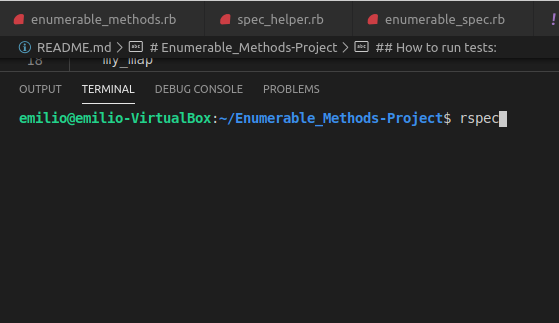 enumerable_methods.rb spec_helper.rb enumerable_spec.rb !
README.md > # Enumerable_Methods-Project > ## How to run tests:
18 my_map
OUTPUT TERMINAL DEBUG CONSOLE PROBLEMS
emilio@emilio-VirtualBox:~/Enumerable_Methods-Project$ rspec